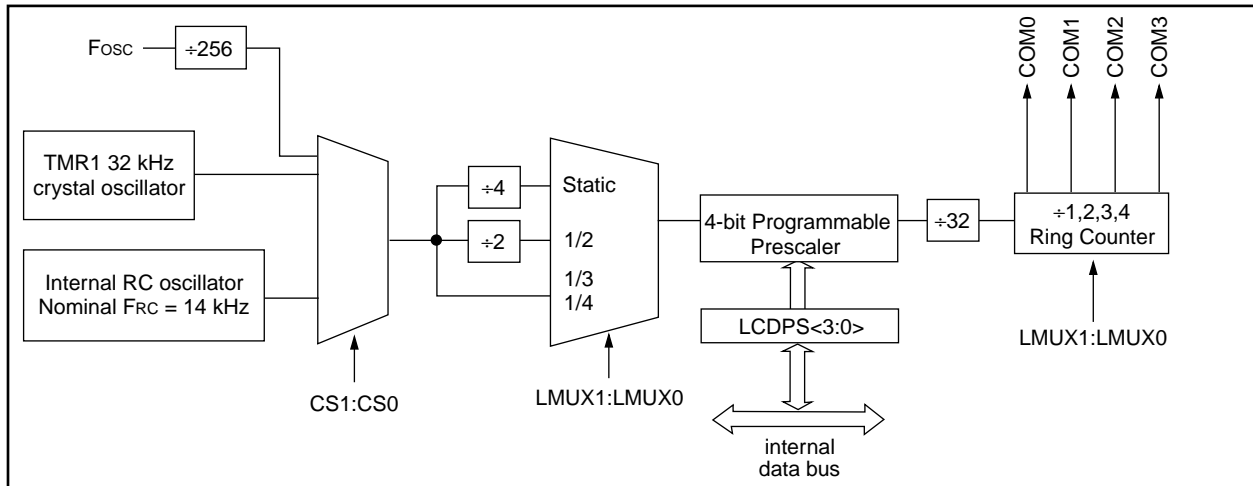 FOSC
÷256
TMR1 32 kHz
crystal oscillator
Internal RC oscillator
Nominal FRC = 14 kHz
CS1:CS0
÷4
÷2
Static
1/2
1/3
1/4
LMUX1:LMUX0
4-bit Programmable
Prescaler
LCDPS<3:0>
internal
data bus
÷32
COM0
COM1
COM2
COM3
÷1,2,3,4
Ring Counter
LMUX1:LMUX0